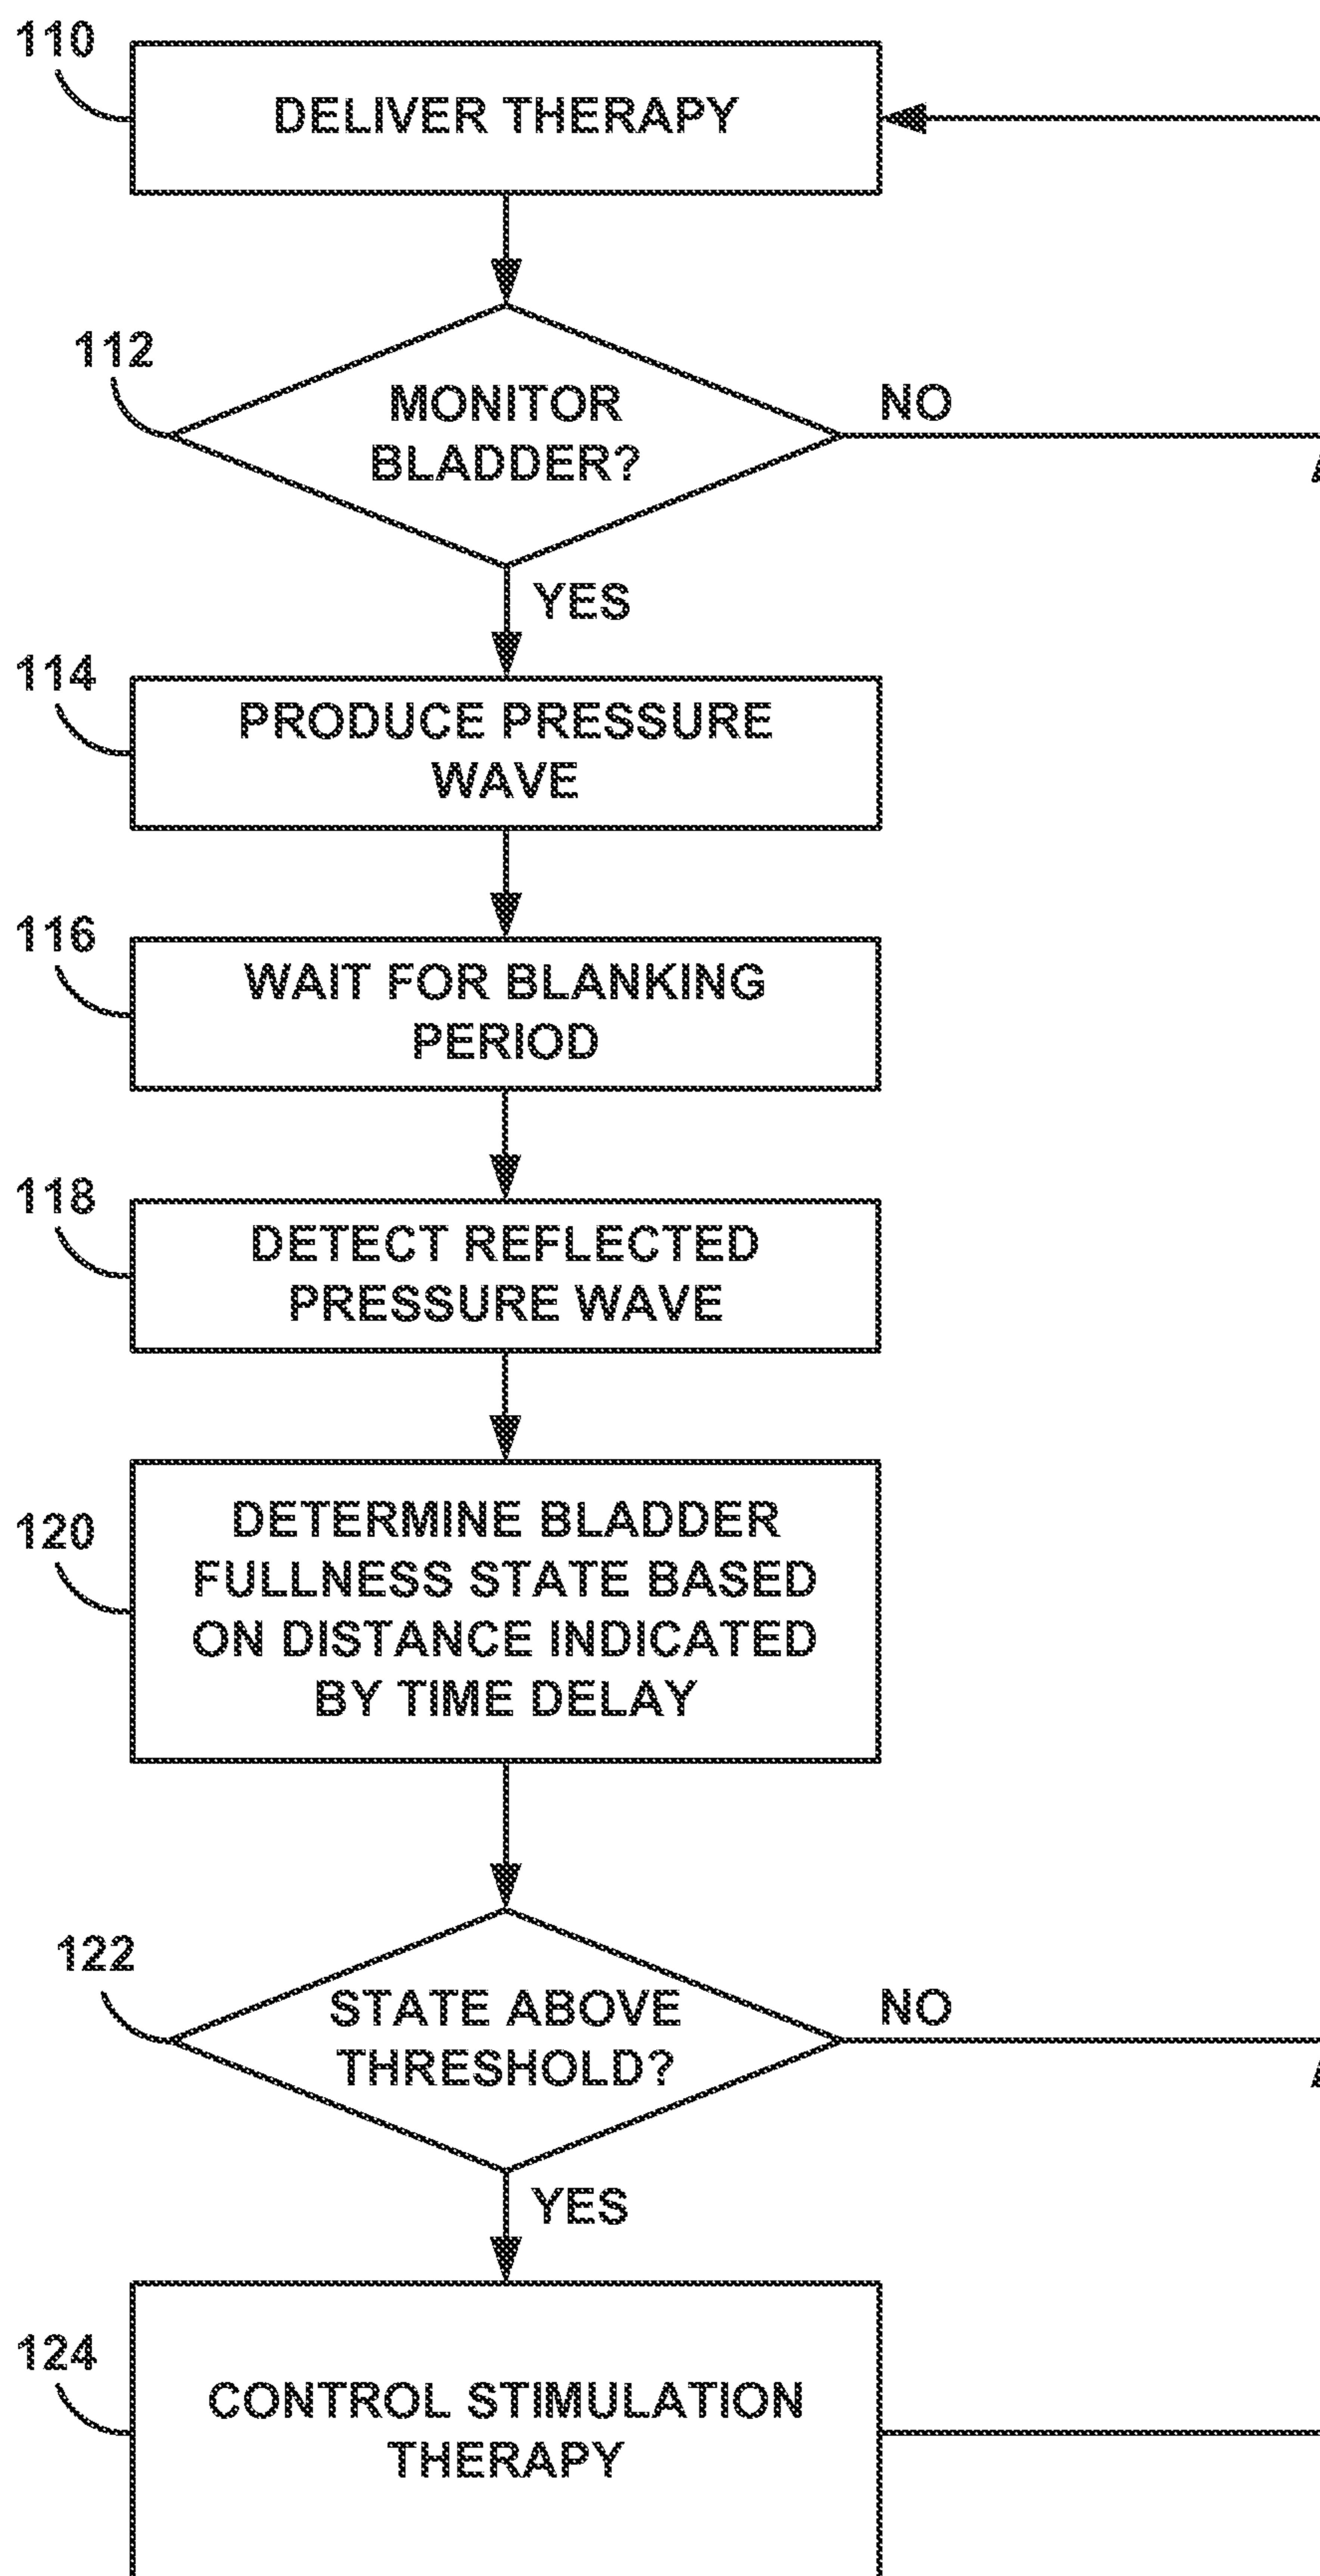 110
DELIVER THERAPY
112
MONITOR
BLADDER?
NO
YES
114
PRODUCE PRESSURE
WAVE
116
WAIT FOR BLANKING
PERIOD
118
DETECT REFLECTED
PRESSURE WAVE
120
DETERMINE BLADDER
FULLNESS STATE BASED
ON DISTANCE INDICATED
BY TIME DELAY
122
STATE ABOVE
THRESHOLD?
NO
YES
124
CONTROL STIMULATION
THERAPY